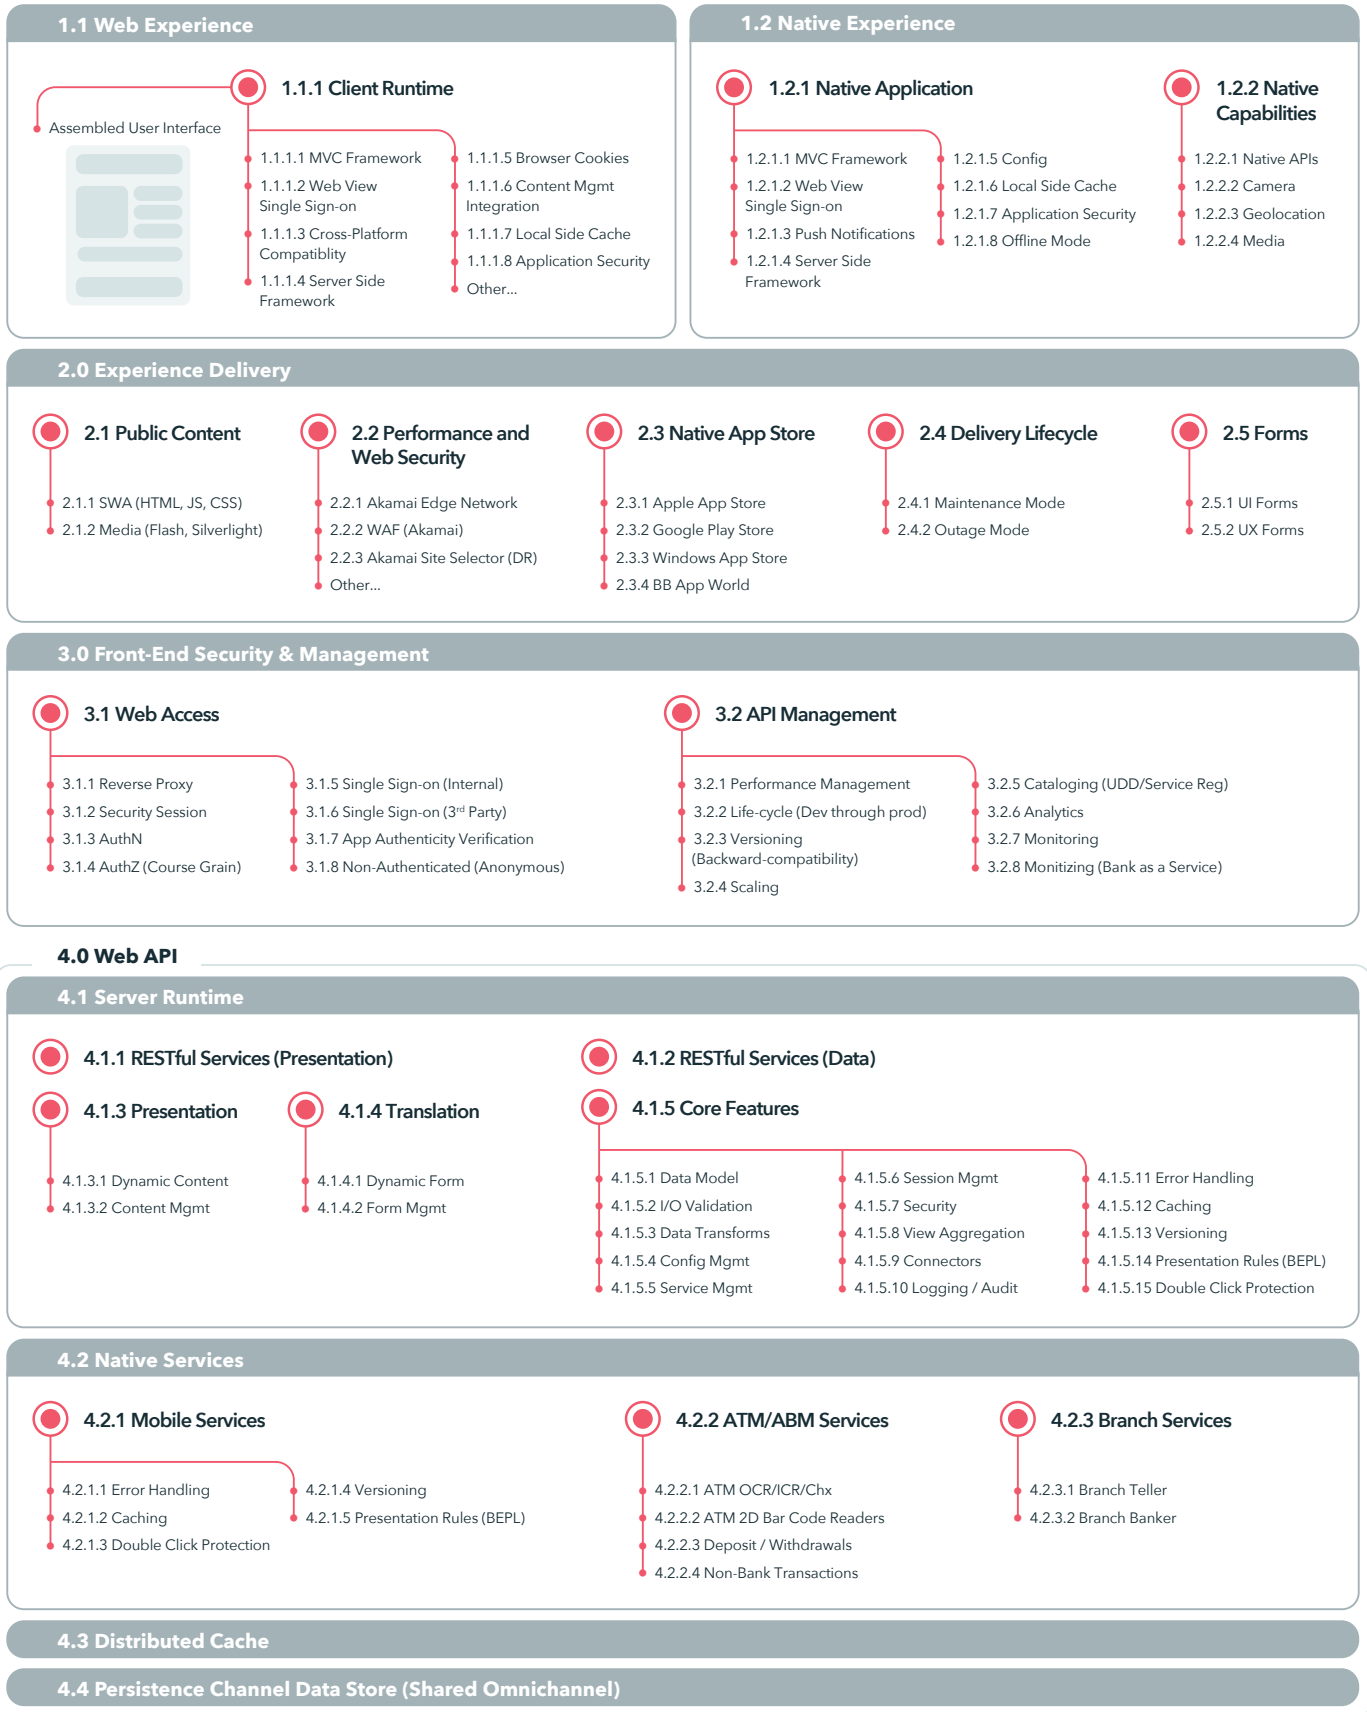 1.1 Web Experience
1.1.1 Client Runtime
Assembled User Interface
1.1.1.1 MVC Framework
1.1.1.2 Web View
Single Sign-on
1.1.1.3 Cross-Platform
Compatiblity
1.1.1.4 Server Side
Framework
1.1.1.5 Browser Cookies
1.1.1.6 Content Mgmt
Integration
1.1.1.7 Local Side Cache
1.1.1.8 Application Security
Other...
1.2 Native Experience
1.2.1 Native Application
1.2.1.1 MVC Framework
1.2.1.2 Web View
Single Sign-on
1.2.1.3 Push Notifications
1.2.1.4 Server Side
Framework
1.2.1.5 Config
1.2.1.6 Local Side Cache
1.2.1.7 Application Security
1.2.1.8 Offline Mode
1.2.2 Native
Capabilities
1.2.2.1 Native APIs
1.2.2.2 Camera
1.2.2.3 Geolocation
1.2.2.4 Media
2.0 Experience Delivery
2.1 Public Content
2.1.1 SWA (HTML, JS, CSS)
2.1.2 Media (Flash, Silverlight)
2.2 Performance and
Web Security
2.2.1 Akamai Edge Network
2.2.2 WAF (Akamai)
2.2.3 Akamai Site Selector (DR)
Other...
2.3 Native App Store
2.3.1 Apple App Store
2.3.2 Google Play Store
2.3.3 Windows App Store
2.3.4 BB App World
2.4 Delivery Lifecycle
2.4.1 Maintenance Mode
2.4.2 Outage Mode
2.5 Forms
2.5.1 UI Forms
2.5.2 UX Forms
3.0 Front-End Security & Management
3.1 Web Access
3.1.1 Reverse Proxy
3.1.2 Security Session
3.1.3 AuthN
3.1.4 AuthZ (Course Grain)
3.1.5 Single Sign-on (Internal)
3.1.6 Single Sign-on (3rd Party)
3.1.7 App Authenticity Verification
3.1.8 Non-Authenticated (Anonymous)
3.2 API Management
3.2.1 Performance Management
3.2.2 Life-cycle (Dev through prod)
3.2.3 Versioning
(Backward-compatibility)
3.2.4 Scaling
3.2.5 Cataloging (UDD/Service Reg)
3.2.6 Analytics
3.2.7 Monitoring
3.2.8 Monitizing (Bank as a Service)
4.0 Web API
4.1 Server Runtime
4.1.1 RESTful Services (Presentation)
4.1.2 RESTful Services (Data)
4.1.3 Presentation
4.1.3.1 Dynamic Content
4.1.3.2 Content Mgmt
4.1.4 Translation
4.1.4.1 Dynamic Form
4.1.4.2 Form Mgmt
4.1.5 Core Features
4.1.5.1 Data Model
4.1.5.2 I/O Validation
4.1.5.3 Data Transforms
4.1.5.4 Config Mgmt
4.1.5.5 Service Mgmt
4.1.5.6 Session Mgmt
4.1.5.7 Security
4.1.5.8 View Aggregation
4.1.5.9 Connectors
4.1.5.10 Logging / Audit
4.1.5.11 Error Handling
4.1.5.12 Caching
4.1.5.13 Versioning
4.1.5.14 Presentation Rules (BEPL)
4.1.5.15 Double Click Protection
4.2 Native Services
4.2.1 Mobile Services
4.2.1.1 Error Handling
4.2.1.2 Caching
4.2.1.3 Double Click Protection
4.2.1.4 Versioning
4.2.1.5 Presentation Rules (BEPL)
4.2.2 ATM/ABM Services
4.2.2.1 ATM OCR/ICR/Chx
4.2.2.2 ATM 2D Bar Code Readers
4.2.2.3 Deposit / Withdrawals
4.2.2.4 Non-Bank Transactions
4.2.3 Branch Services
4.2.3.1 Branch Teller
4.2.3.2 Branch Banker
4.3 Distributed Cache
4.4 Persistence Channel Data Store (Shared Omnichannel)